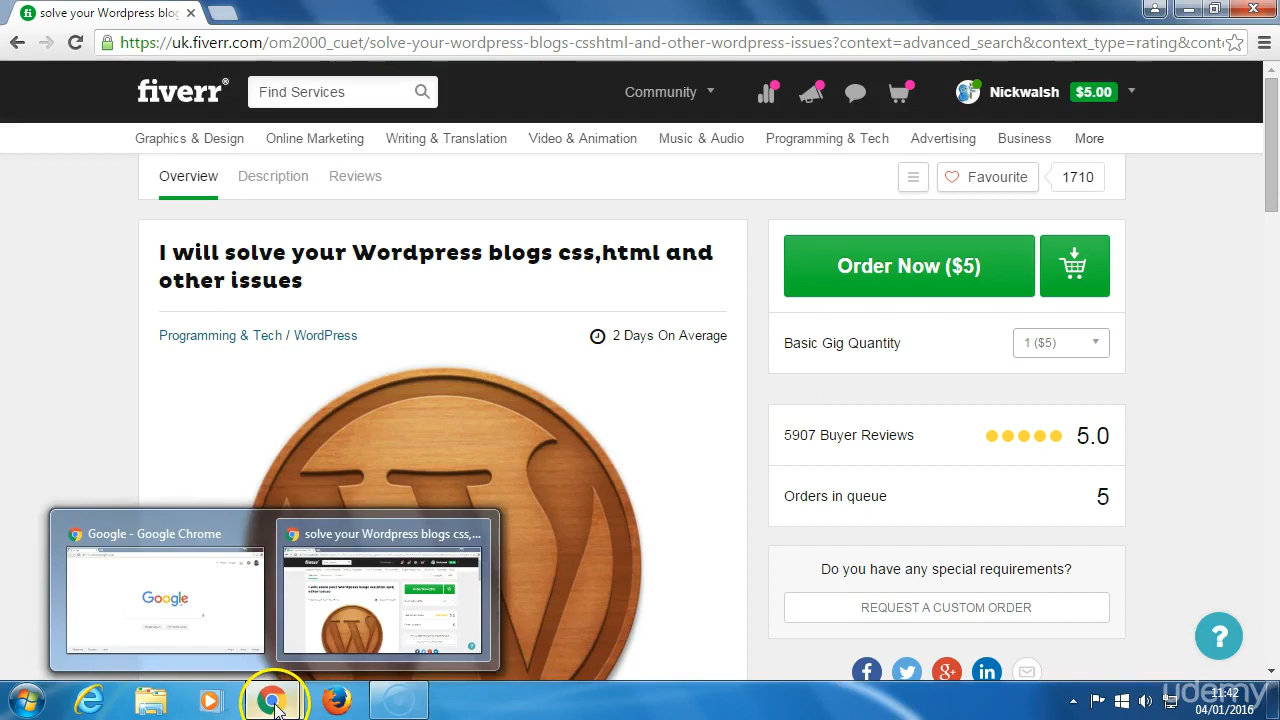 solve your Wordpress blog
https://uk.fiverr.com/om2000_cuet/solve-your-wordpress-blogs-csshtml-and-other-wordpress-issues?context=advanced_search&context_type=rating&cont
fiverr®
Find Services
Community
Nickwalsh
$5.00
Graphics & Design
Online Marketing
Writing & Translation
Video & Animation
Music & Audio
Programming & Tech
Advertising
Business
More
Overview
Description
Reviews
Favourite
1710
I will solve your Wordpress blogs css,html and
other issues
Order Now ($5)
Programming & Tech / WordPress
2 Days On Average
Basic Gig Quantity
1 ($5)
5907 Buyer Reviews
5.0
Orders in queue
5
Do you have any special requirements?
REQUEST A CUSTOM ORDER
Google - Google Chrome
solve your Wordpress blogs css,...
Google
fiverr
?
udemy
11:42
04/01/2016